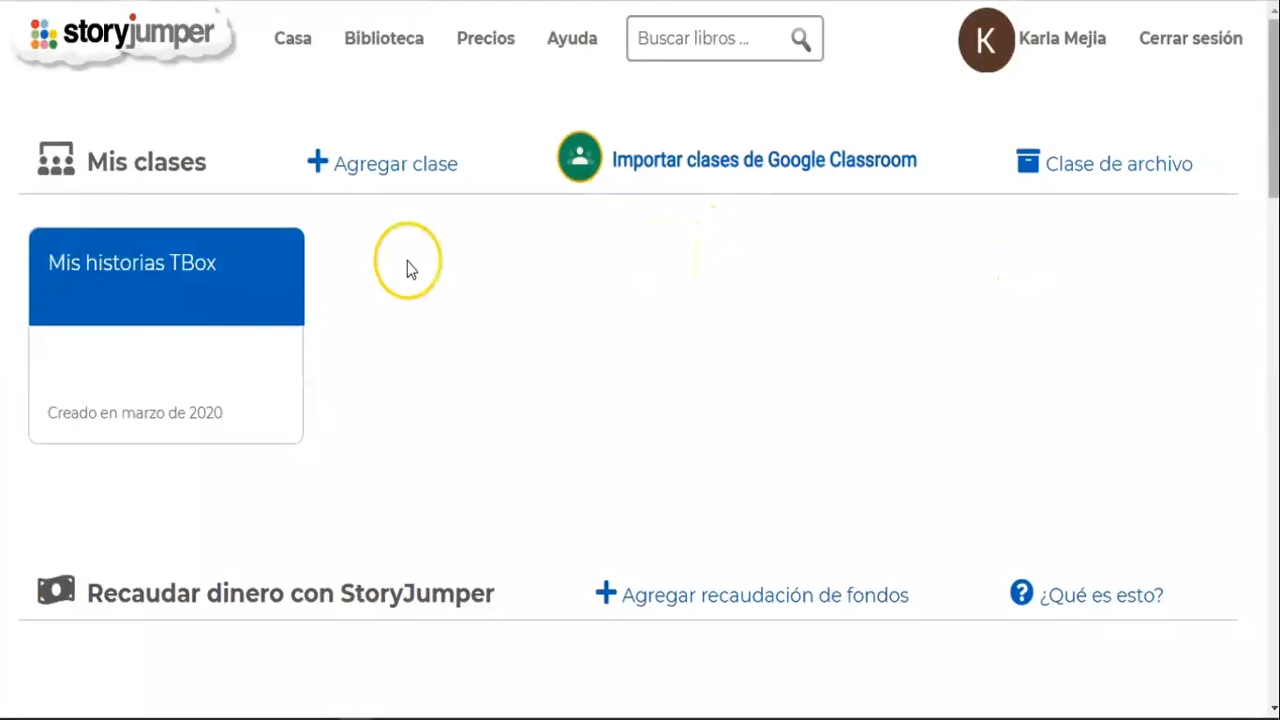 storyjumper Casa Biblioteca Precios Ayuda Buscar libros ... K Karla Mejia Cerrar sesión
Mis clases + Agregar clase Importar clases de Google Classroom Clase de archivo
Mis historias TBox
Creado en marzo de 2020
Recaudar dinero con StoryJumper + Agregar recaudación de fondos ? ¿Qué es esto?